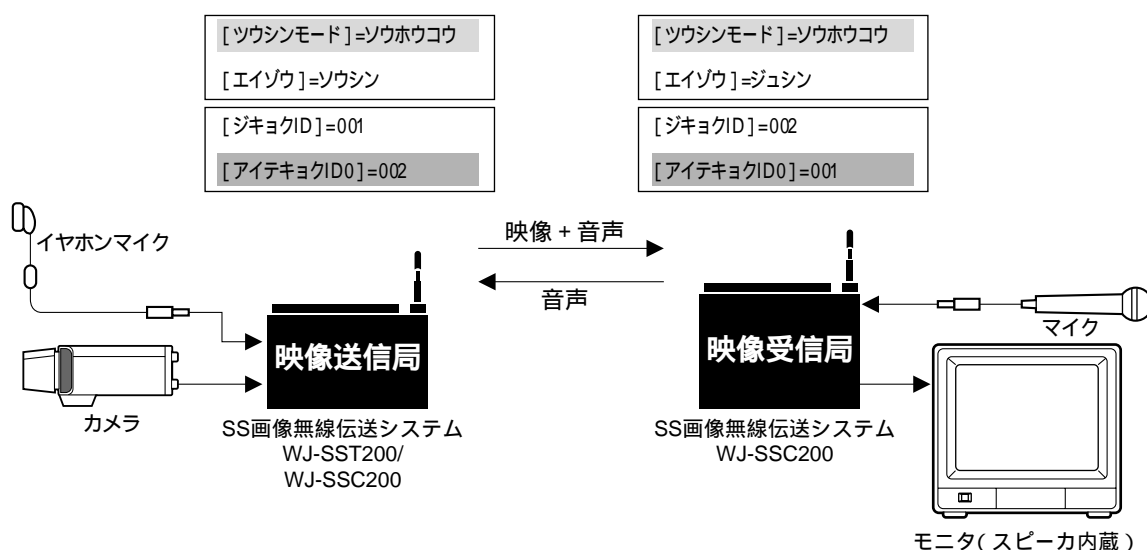 [ツウシンモード]=ソウホウコウ
[エイゾウ]=ソウシン
[ジキョクID]=001
[アイテキョクID0]=002
[ツウシンモード]=ソウホウコウ
[エイゾウ]=ジュシン
[ジキョクID]=002
[アイテキョクID0]=001
イヤホンマイク
映像+音声
音声
マイク
映像送信局
映像受信局
カメラ
SS画像無線伝送システム
WJ-SST200/
WJ-SSC200
SS画像無線伝送システム
WJ-SSC200
モニタ(スピーカ内蔵)